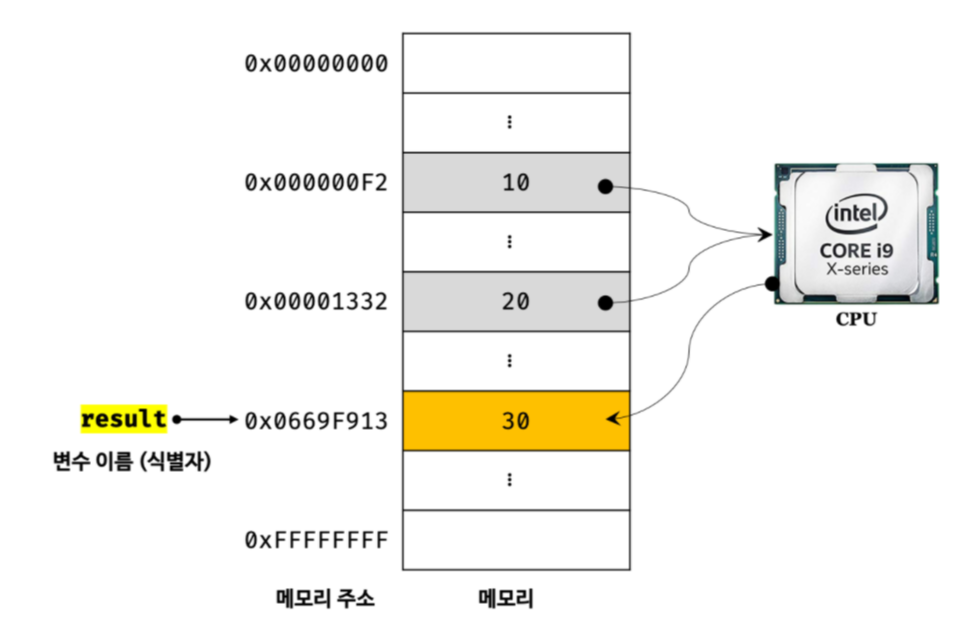 0x00000000
⋮
0x000000F2 10
⋮
intel
CORE i9
X-series
0x00001332 20
CPU
⋮
result 0x0669F913 30
변수 이름 (식별자)
⋮
0xFFFFFFFF
메모리 주소 메모리